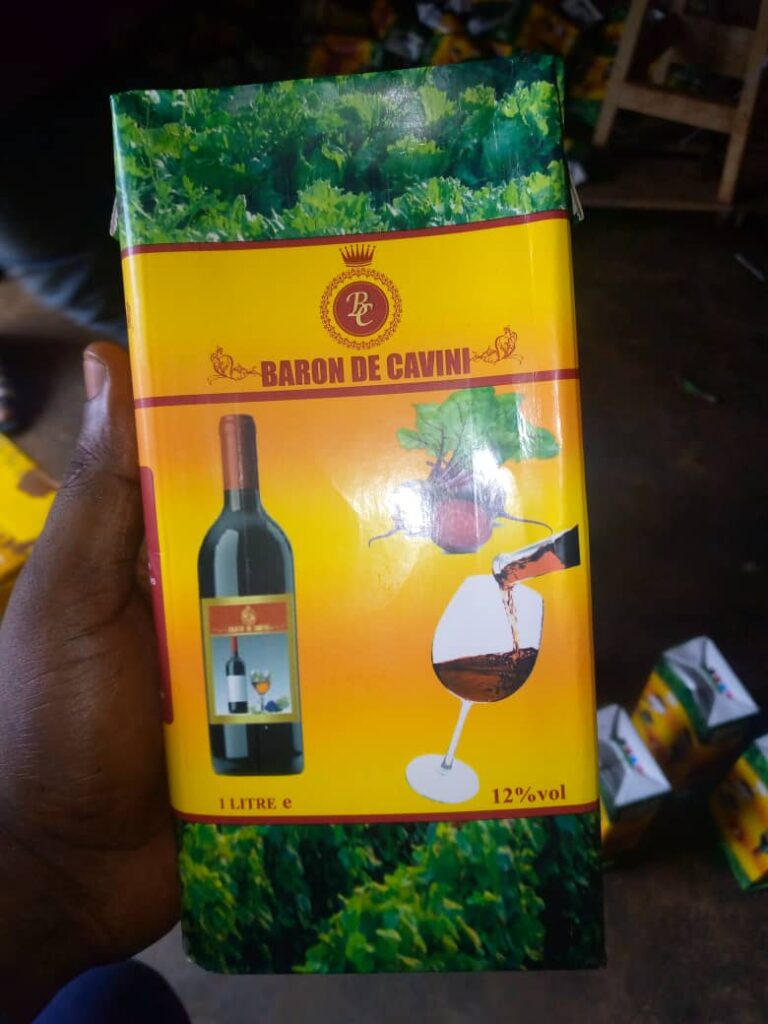 BC
BARON DE CAVINI
1 LITRE e
12%vol